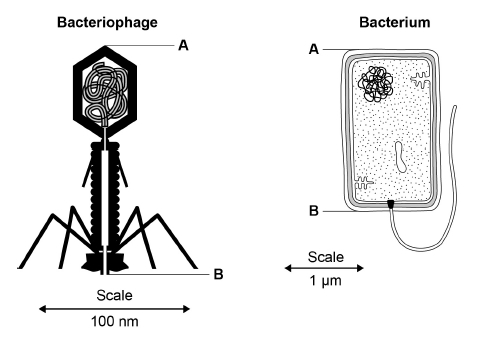 Bacteriophage
A
B
Scale
100 nm
Bacterium
A
B
Scale
1 µm